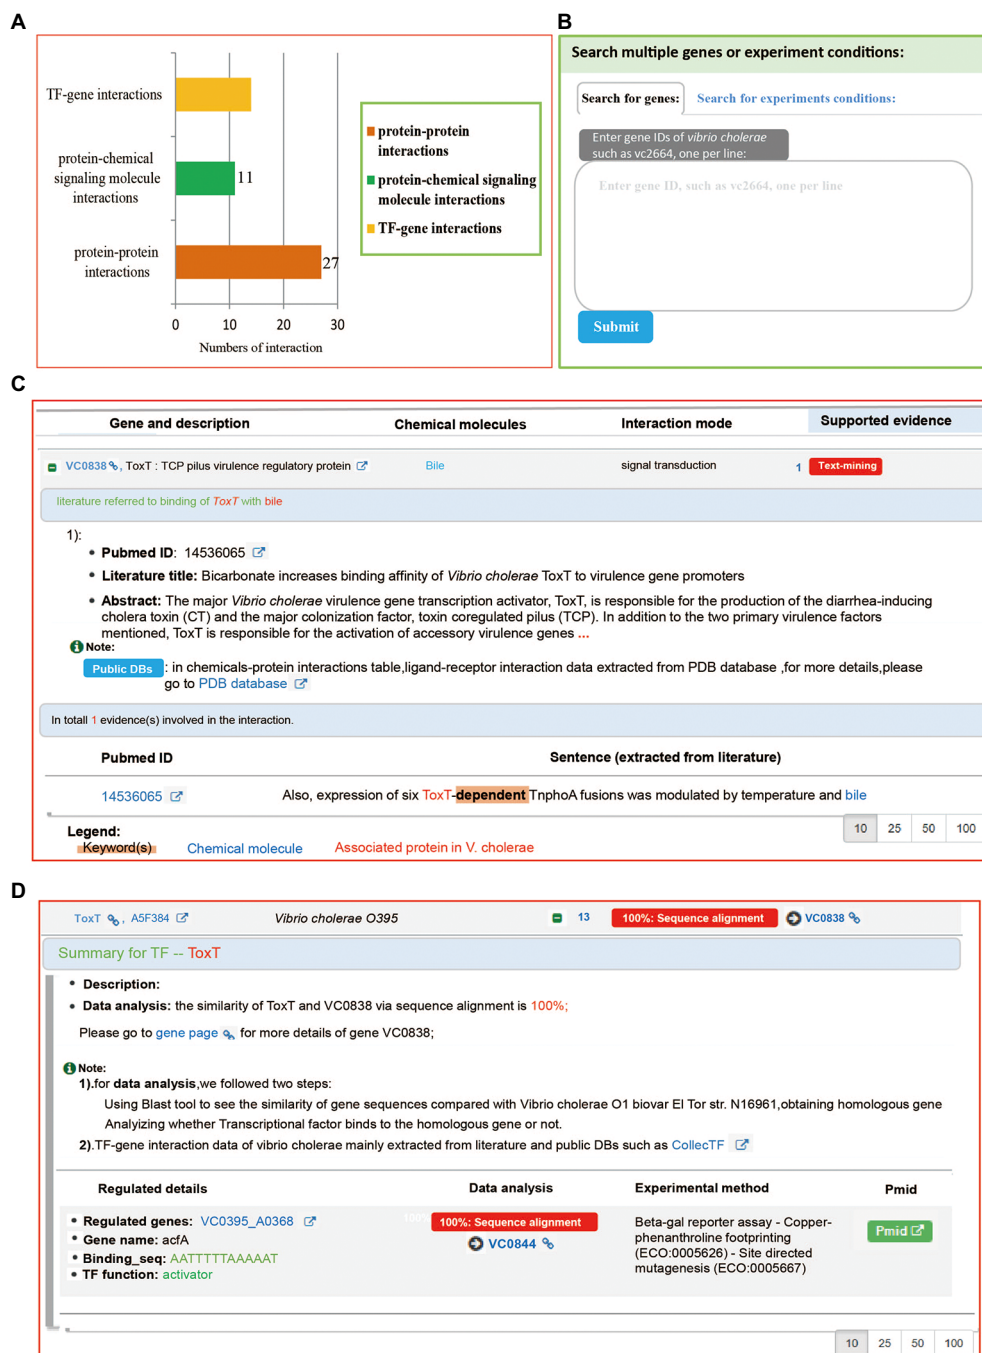 A
TF-gene interactions
protein-chemical
signaling molecule
interactions
11
protein-protein
interactions
27
0 10 20 30
Numbers of interaction
protein-protein
interactions
protein-chemical signaling
molecule interactions
TF-gene interactions
B
Search multiple genes or experiment conditions:
Search for genes: Search for experiments conditions:
Enter gene IDs of vibrio cholerae
such as vc2664, one per line:
Enter gene ID, such as vc2664, one per line
Submit
C
Gene and description Chemical molecules Interaction mode Supported evidence
VC0838, ToxT : TCP pilus virulence regulatory protein Bile signal transduction 1 Text-mining
literature referred to binding of ToxT with bile
1):
• Pubmed ID: 14536065
• Literature title: Bicarbonate increases binding affinity of Vibrio cholerae ToxT to virulence gene promoters
• Abstract: The major Vibrio cholerae virulence gene transcription activator, ToxT, is responsible for the production of the diarrhea-inducing
cholera toxin (CT) and the major colonization factor, toxin coregulated pilus (TCP). In addition to the two primary virulence factors
mentioned, ToxT is responsible for the activation of accessory virulence genes ...
Note:
Public DBs : in chemicals-protein interactions table,ligand-receptor interaction data extracted from PDB database ,for more details,please
go to PDB database
In totall 1 evidence(s) involved in the interaction.
Pubmed ID Sentence (extracted from literature)
14536065 Also, expression of six ToxT-dependent TnphoA fusions was modulated by temperature and bile
10 25 50 100
Legend:
Keyword(s) Chemical molecule Associated protein in V. cholerae
D
ToxT , A5F384 Vibrio cholerae O395 13 100%: Sequence alignment VC0838
Summary for TF -- ToxT
• Description:
• Data analysis: the similarity of ToxT and VC0838 via sequence alignment is 100%;
Please go to gene page for more details of gene VC0838;
Note:
1).for data analysis,we followed two steps:
Using Blast tool to see the similarity of gene sequences compared with Vibrio cholerae O1 biovar El Tor str. N16961,obtaining homologous gene
Analyizing whether Transcriptional factor binds to the homologous gene or not.
2).TF-gene interaction data of vibrio cholerae mainly extracted from literature and public DBs such as CollecTF
Regulated details Data analysis Experimental method Pmid
• Regulated genes: VC0395_A0368
• Gene name: acfA
• Binding_seq: AATTTTTAAAAAT
• TF function: activator
100%: Sequence alignment
VC0844
Beta-gal reporter assay - Copper-
phenanthroline footprinting
(ECO:0005626) - Site directed
mutagenesis (ECO:0005667)
Pmid
10 25 50 100